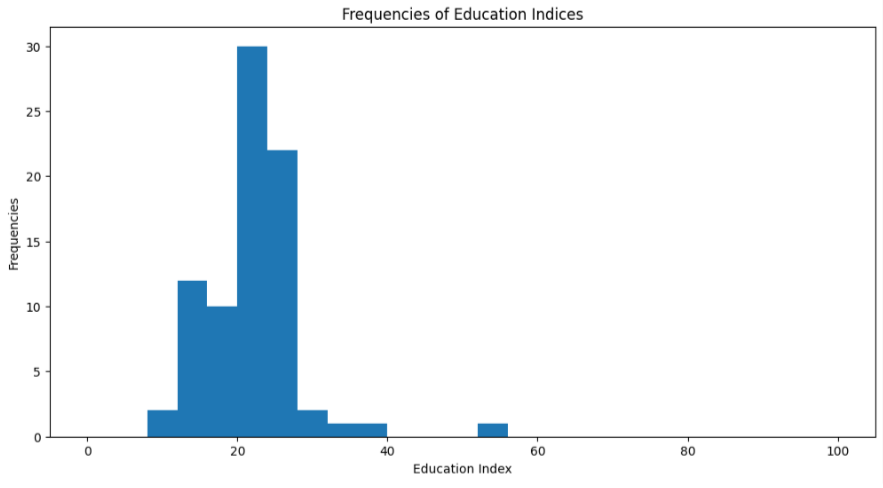 Frequencies of Education Indices
30
25
20
15
10
5
0
Frequencies
0 20 40 60 80 100
Education Index